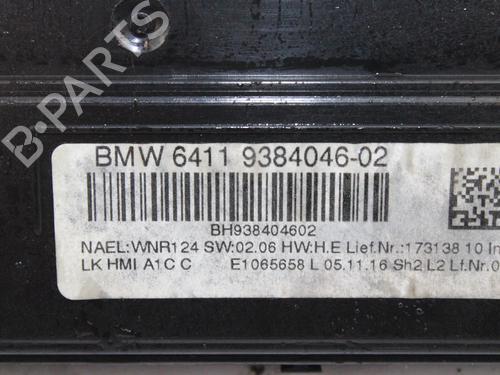 BMW 6411 9384046-02
BH938404602
NAEL:WNR124 SW:02.06 HW:H.E Lief.Nr.:173138 10 In
LK HMI A1C C E1065658 L 05.11.16 Sh2 L2 Lf.Nr.0